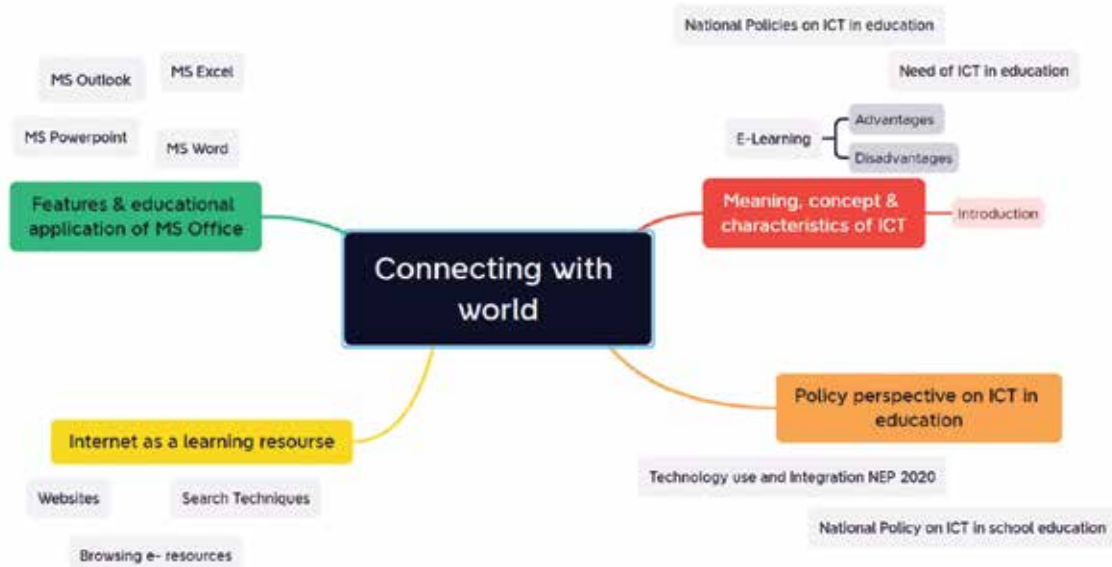 National Policies on ICT in education
Need of ICT in education
E-Learning
Advantages
Disadvantages
Meaning, concept &
characteristics of ICT
Introduction
MS Outlook
MS Excel
MS Powerpoint
MS Word
Features & educational
application of MS Office
Connecting with
world
Policy perspective on ICT in
education
Technology use and Integration NEP 2020
National Policy on ICT in school education
Internet as a learning resourse
Websites
Search Techniques
Browsing e- resources